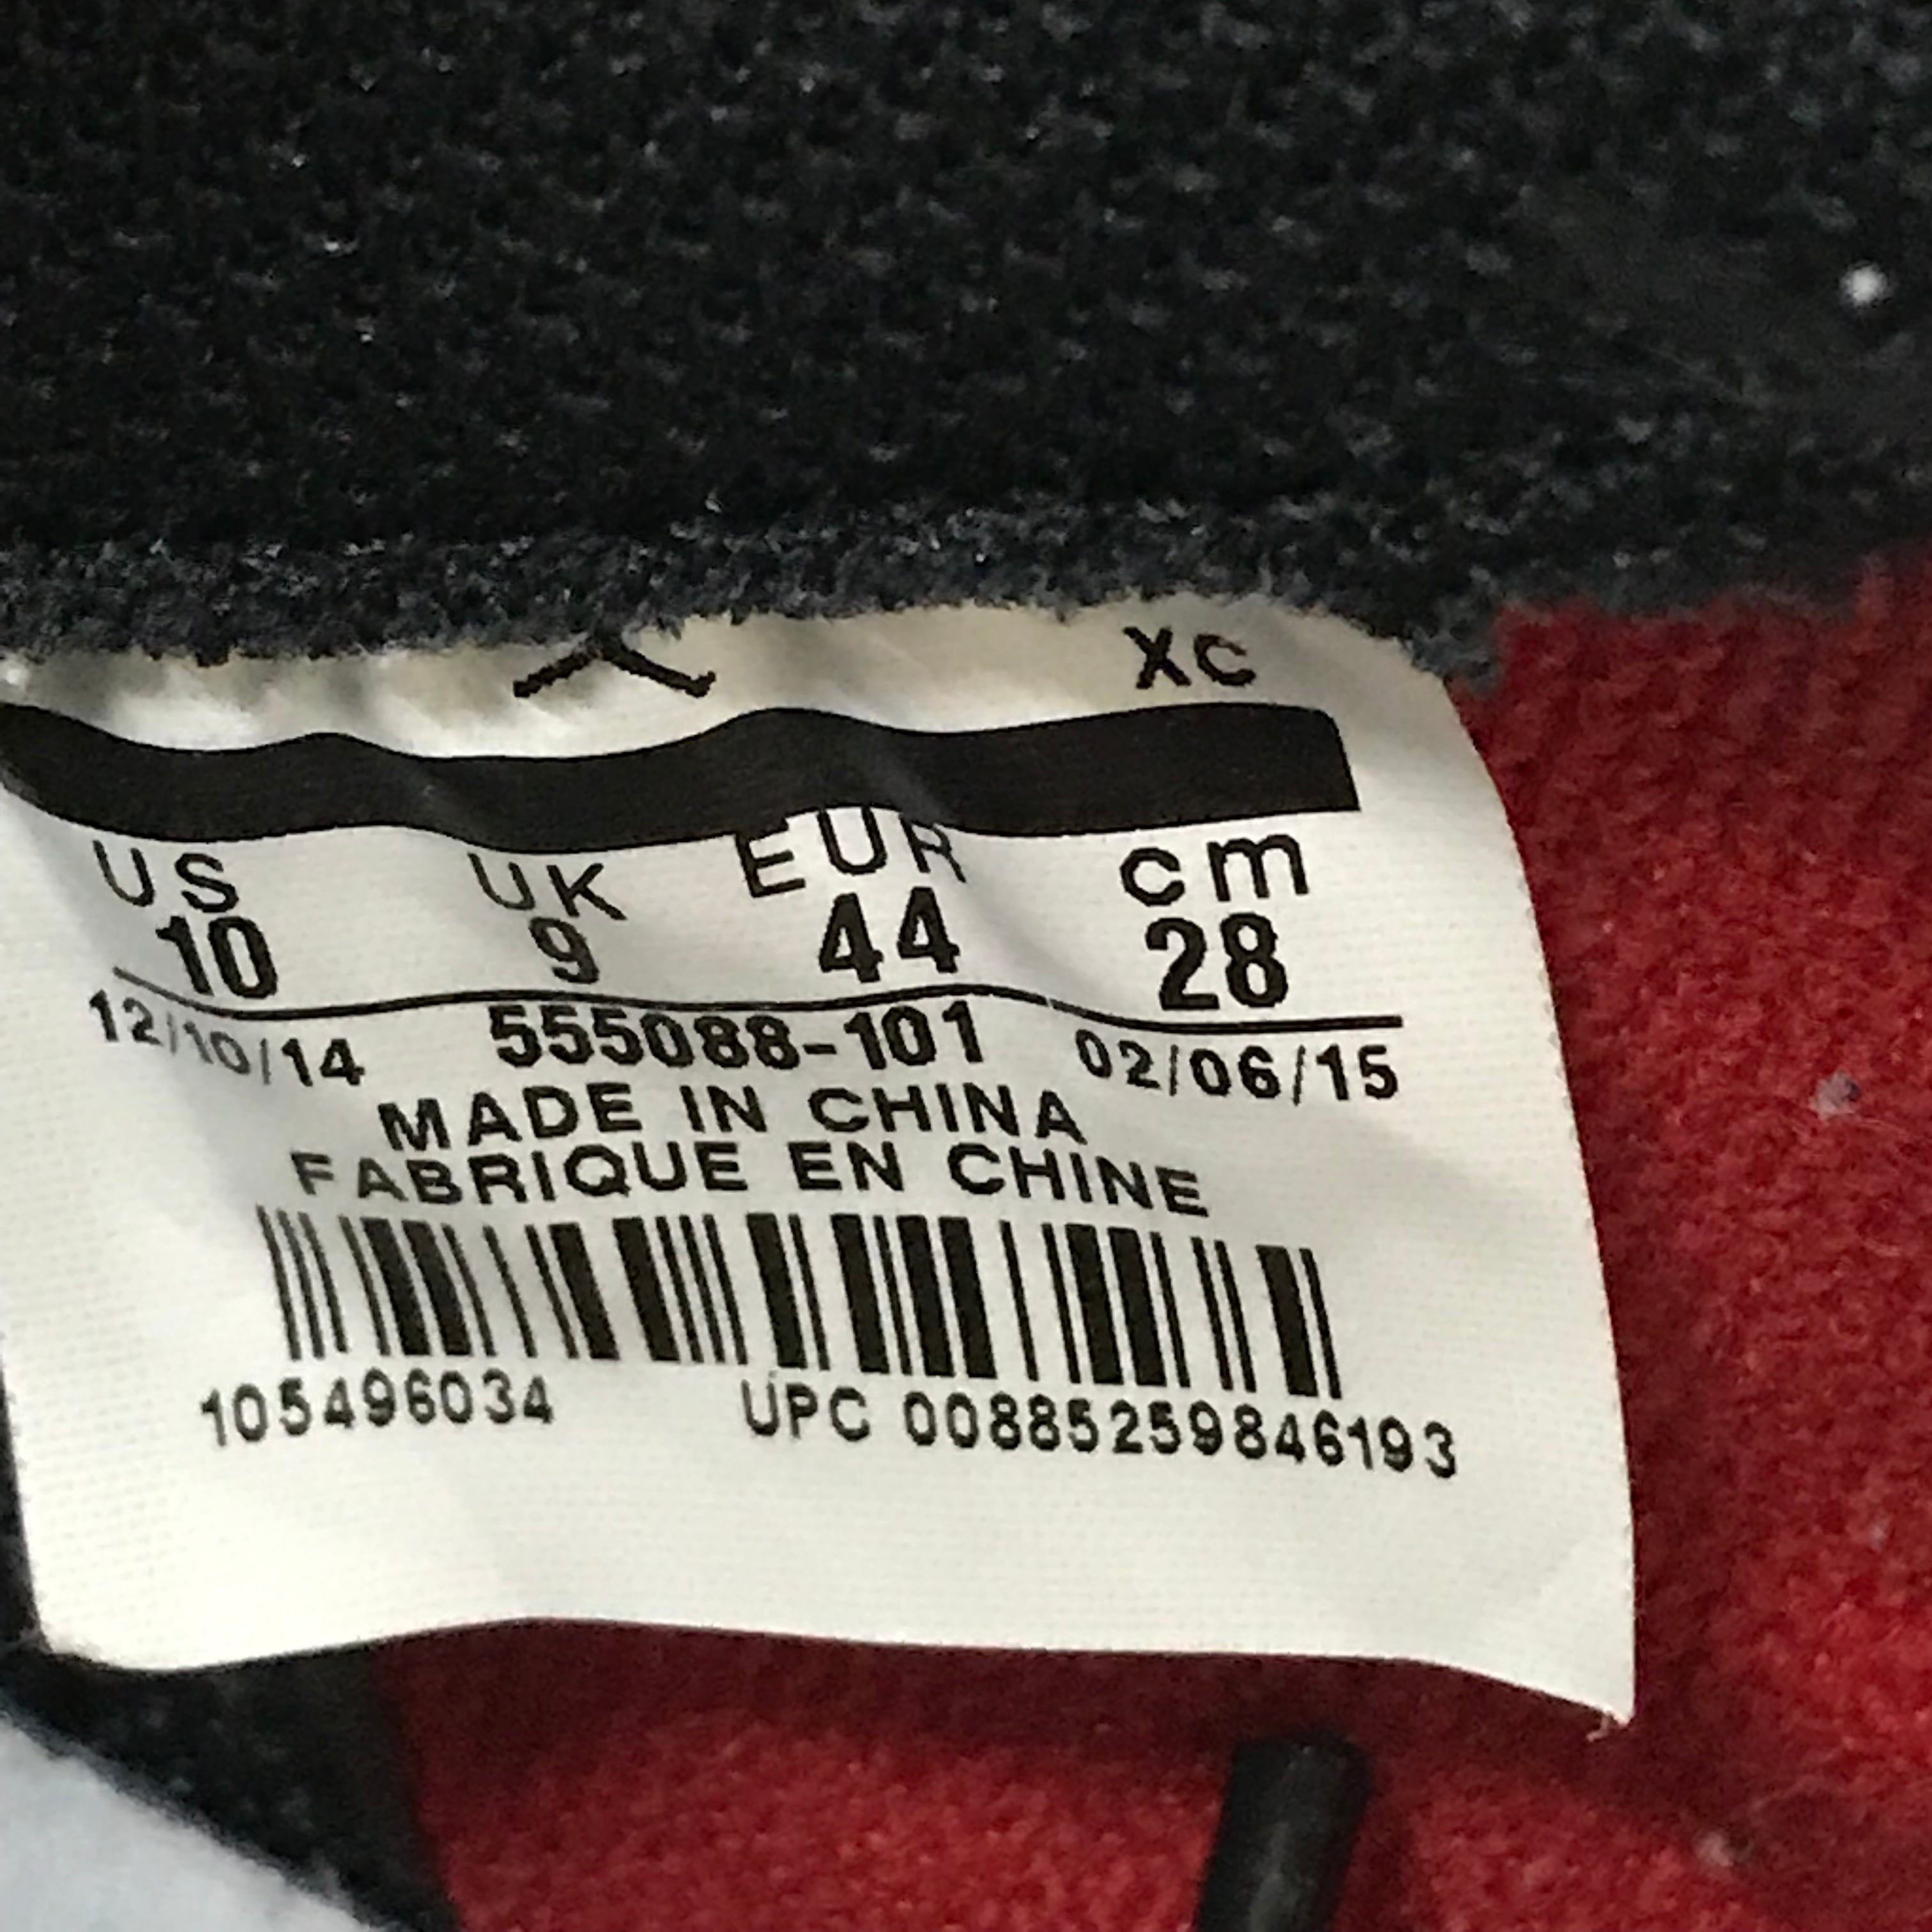 XC
US UK EUR cm
10 9 44 28
12/10/14 555088-101 02/06/15
MADE IN CHINA
FABRIQUE EN CHINE
105496034 UPC 00885259846193